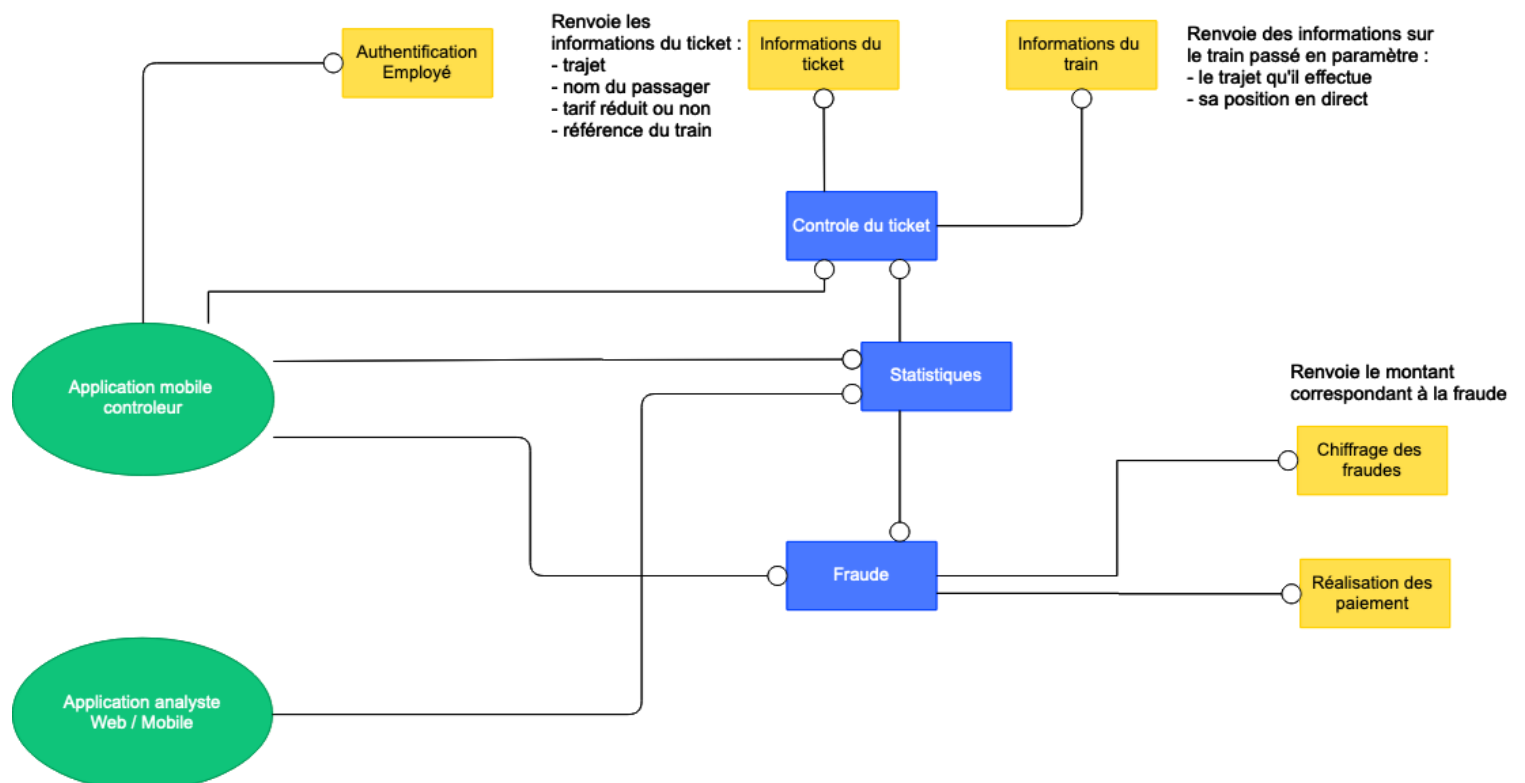 Authentification
Employé
Renvoie les
informations du ticket :
- trajet
- nom du passager
- tarif réduit ou non
- référence du train
Informations du
ticket
Informations du
train
Renvoie des informations sur
le train passé en paramètre :
- le trajet qu'il effectue
- sa position en direct
Controle du ticket
Application mobile
controleur
Statistiques
Renvoie le montant
correspondant à la fraude
Chiffrage des
fraudes
Fraude
Réalisation des
paiement
Application analyste
Web / Mobile